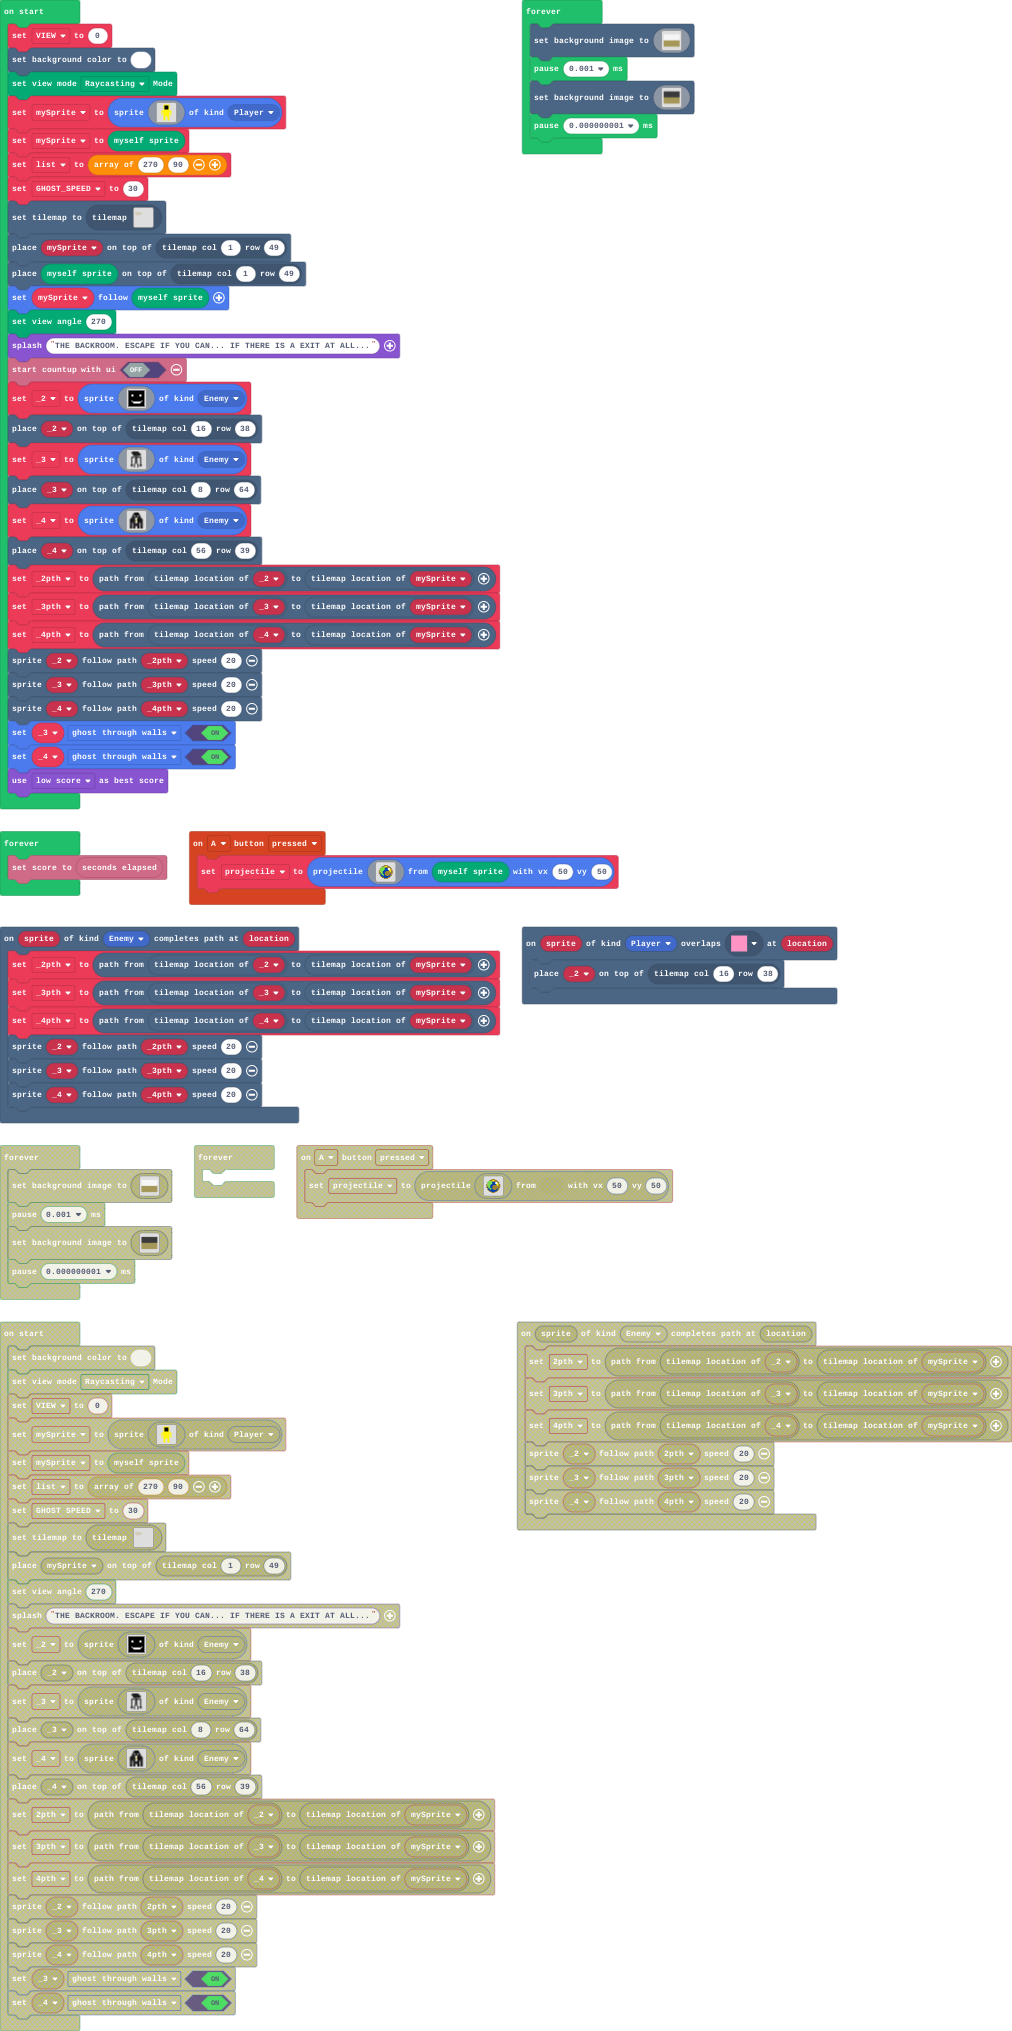 on start
set VIEW to 0
set background color to
set view mode Raycasting Mode
set mySprite to sprite of kind Player
set mySprite to myself sprite
set list to array of 270 90
set GHOST_SPEED to 30
set tilemap to tilemap
place mySprite on top of tilemap col 1 row 49
place myself sprite on top of tilemap col 1 row 49
set mySprite follow myself sprite
set view angle 270
splash "THE BACKROOM. ESCAPE IF YOU CAN... IF THERE IS A EXIT AT ALL..."
start countup with ui OFF
set _2 to sprite of kind Enemy
place _2 on top of tilemap col 16 row 38
set _3 to sprite of kind Enemy
place _3 on top of tilemap col 8 row 64
set _4 to sprite of kind Enemy
place _4 on top of tilemap col 56 row 39
set _2pth to path from tilemap location of _2 to tilemap location of mySprite
set _3pth to path from tilemap location of _3 to tilemap location of mySprite
set _4pth to path from tilemap location of _4 to tilemap location of mySprite
sprite _2 follow path _2pth speed 20
sprite _3 follow path _3pth speed 20
sprite _4 follow path _4pth speed 20
set _3 ghost through walls ON
set _4 ghost through walls ON
use low score as best score
forever
set background image to
pause 0.001 ms
set background image to
pause 0.000000001 ms
forever
set score to seconds elapsed
on A button pressed
set projectile to projectile from myself sprite with vx 50 vy 50
on sprite of kind Enemy completes path at location
set _2pth to path from tilemap location of _2 to tilemap location of mySprite
set _3pth to path from tilemap location of _3 to tilemap location of mySprite
set _4pth to path from tilemap location of _4 to tilemap location of mySprite
sprite _2 follow path _2pth speed 20
sprite _3 follow path _3pth speed 20
sprite _4 follow path _4pth speed 20
on sprite of kind Player overlaps at location
place _2 on top of tilemap col 16 row 38
forever
set background image to
pause 0.001 ms
set background image to
pause 0.000000001 ms
forever
on A button pressed
set projectile to projectile from with vx 50 vy 50
on start
set background color to
set view mode Raycasting Mode
set VIEW to 0
set mySprite to sprite of kind Player
set mySprite to myself sprite
set list to array of 270 90
set GHOST SPEED to 30
set tilemap to tilemap
place mySprite on top of tilemap col 1 row 49
set view angle 270
splash "THE BACKROOM. ESCAPE IF YOU CAN... IF THERE IS A EXIT AT ALL..."
set _2 to sprite of kind Enemy
place _2 on top of tilemap col 16 row 38
set _3 to sprite of kind Enemy
place _3 on top of tilemap col 8 row 64
set _4 to sprite of kind Enemy
place _4 on top of tilemap col 56 row 39
set 2pth to path from tilemap location of _2 to tilemap location of mySprite
set 3pth to path from tilemap location of _3 to tilemap location of mySprite
set 4pth to path from tilemap location of _4 to tilemap location of mySprite
sprite _2 follow path 2pth speed 20
sprite _3 follow path 3pth speed 20
sprite _4 follow path 4pth speed 20
set _3 ghost through walls ON
set _4 ghost through walls ON
on sprite of kind Enemy completes path at location
set 2pth to path from tilemap location of _2 to tilemap location of mySprite
set 3pth to path from tilemap location of _3 to tilemap location of mySprite
set 4pth to path from tilemap location of _4 to tilemap location of mySprite
sprite _2 follow path 2pth speed 20
sprite _3 follow path 3pth speed 20
sprite _4 follow path 4pth speed 20